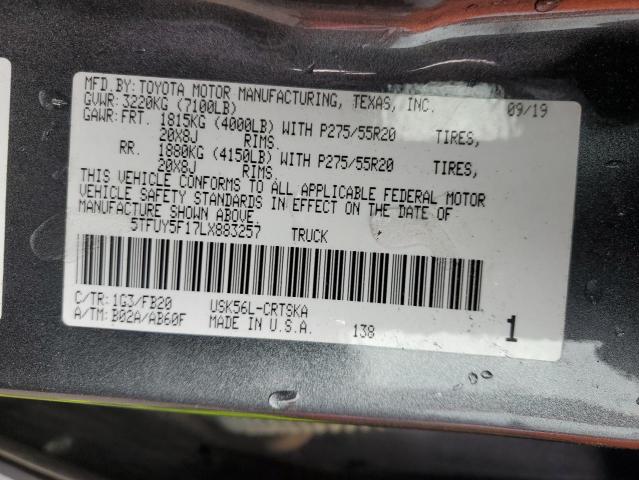 MFD.BY: TOYOTA MOTOR MANUFACTURING, TEXAS, INC. 09/19
GVWR: 3220KG (7100LB)
GAWR: FRT. 1815KG (4000LB) WITH P275/55R20 TIRES,
20X8J RIMS.
RR. 1880KG (4150LB) WITH P275/55R20 TIRES,
20X8J RIMS.
THIS VEHICLE CONFORMS TO ALL APPLICABLE FEDERAL MOTOR
VEHICLE SAFETY STANDARDS IN EFFECT ON THE DATE OF
MANUFACTURE SHOWN ABOVE.
5TFUY5F17LX883257 TRUCK
C/TR: 1G3/FB20 USK56L-CRTSKA
A/TM: B02A/AB60F MADE IN U.S.A. 138 1